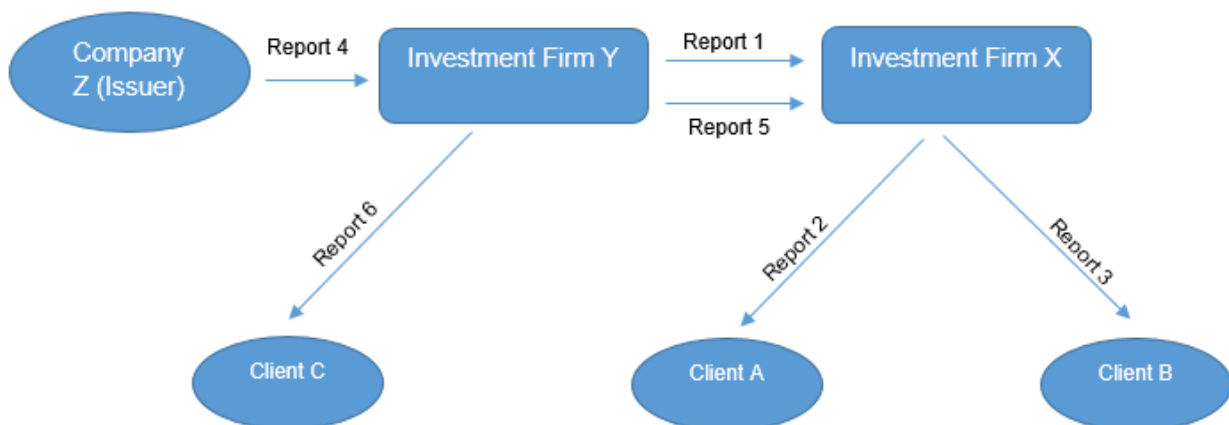 Company
Z (Issuer)
Report 4
Investment Firm Y
Report 1
Report 5
Investment Firm X
Report 6
Report 2
Report 3
Client C
Client A
Client B